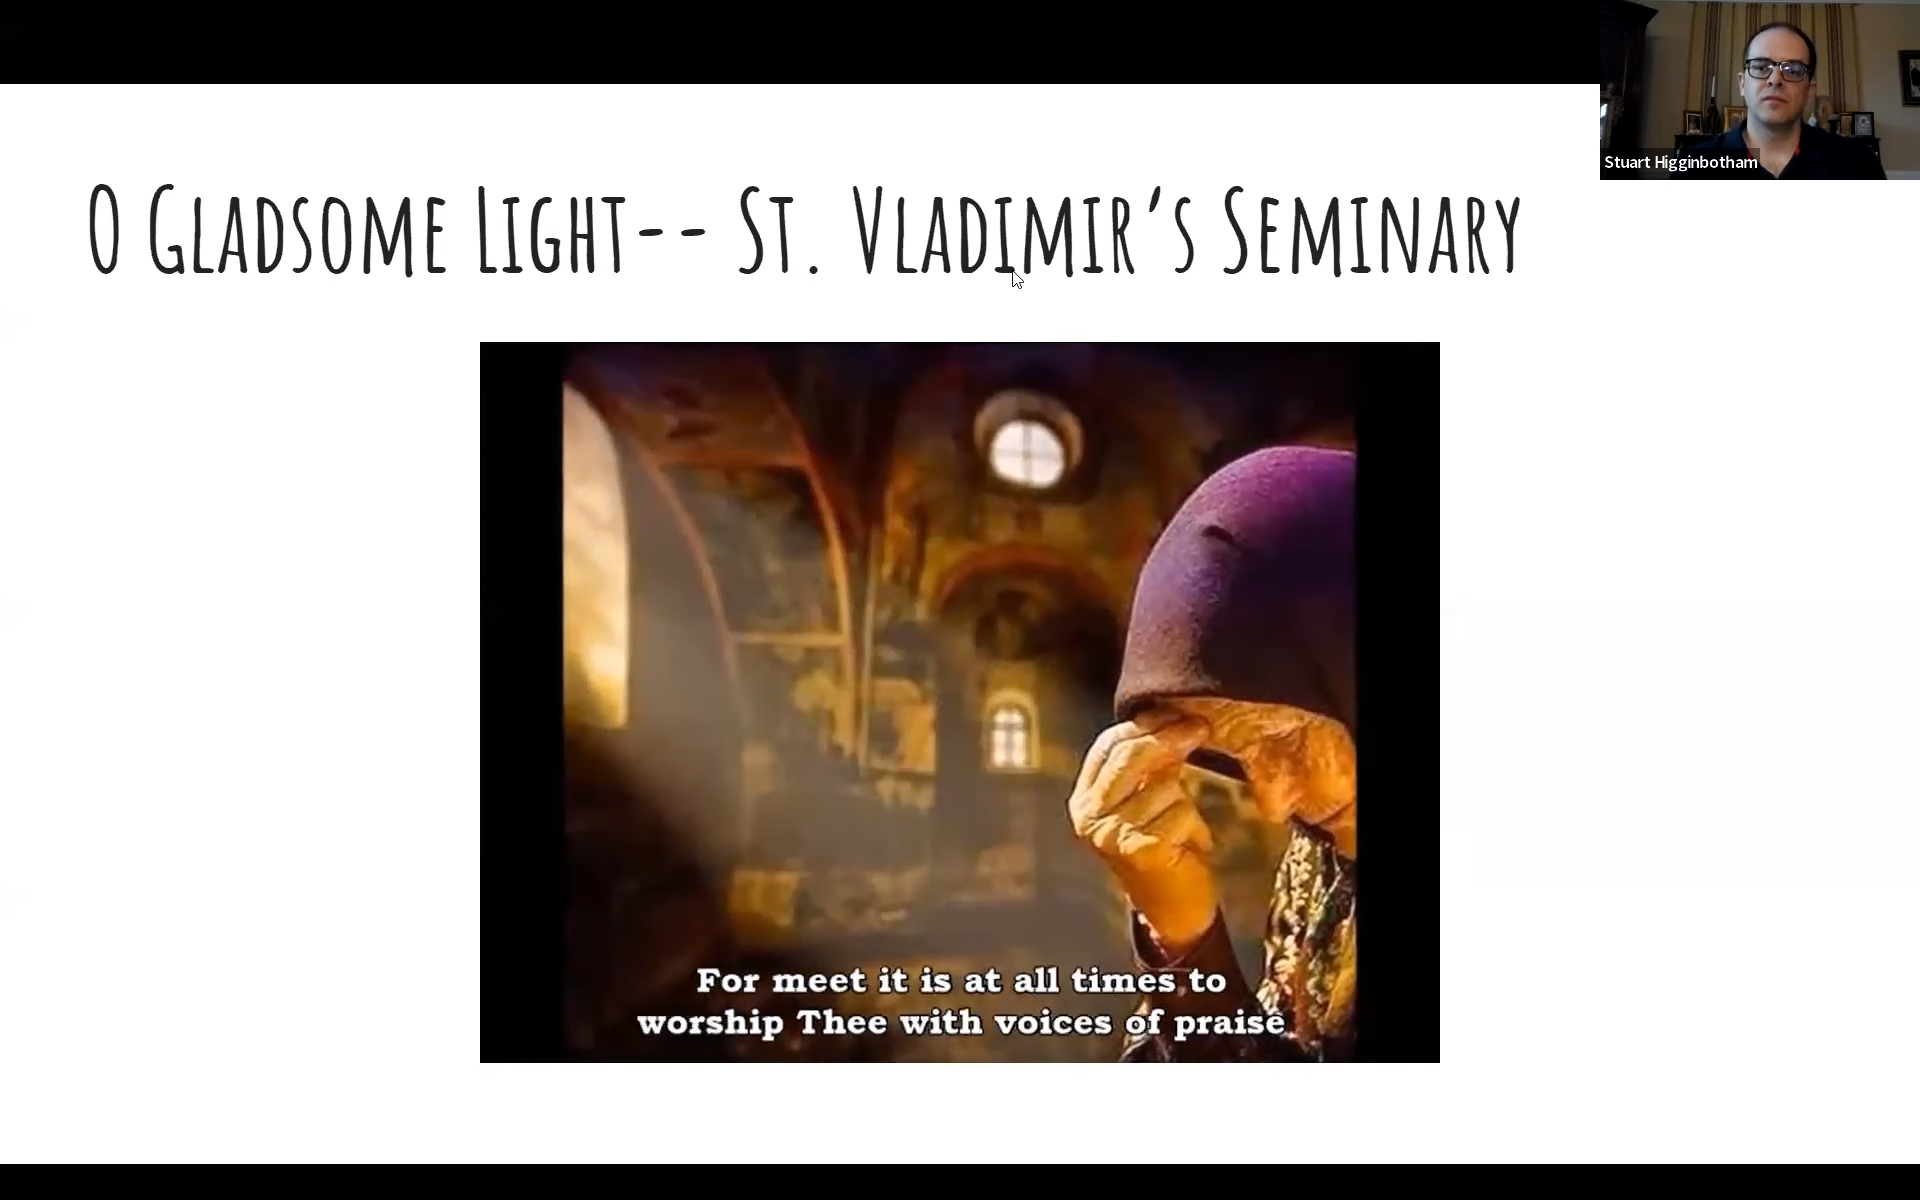 O Gladsome Light-- St. Vladimir's Seminary
Stuart Higginbotham
For meet it is at all times to
worship Thee with voices of praise